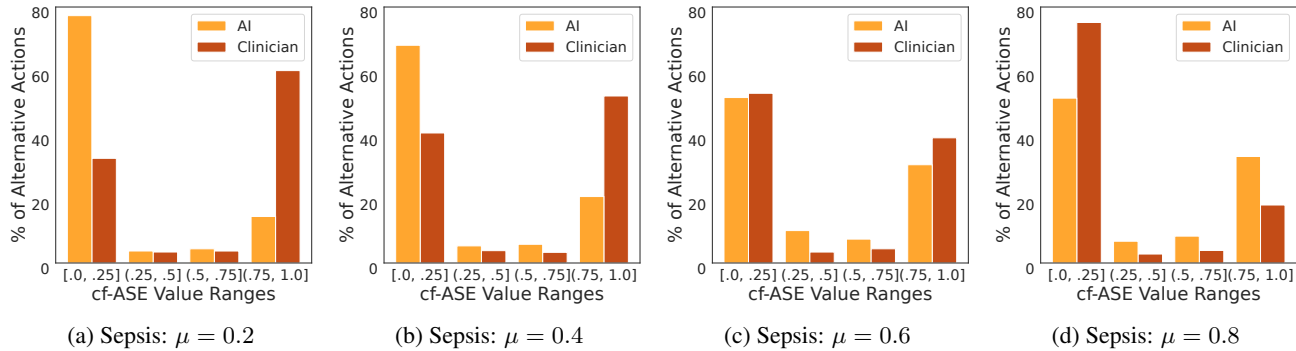 % of Alternative Actions
80
60
40
20
0
AI
Clinician
[.0, .25] (.25, .5] (.5, .75] (.75, 1.0]
cf-ASE Value Ranges
(a) Sepsis: μ = 0.2
% of Alternative Actions
80
60
40
20
0
AI
Clinician
[.0, .25] (.25, .5] (.5, .75] (.75, 1.0]
cf-ASE Value Ranges
(b) Sepsis: μ = 0.4
% of Alternative Actions
80
60
40
20
0
AI
Clinician
[.0, .25] (.25, .5] (.5, .75] (.75, 1.0]
cf-ASE Value Ranges
(c) Sepsis: μ = 0.6
% of Alternative Actions
80
60
40
20
0
AI
Clinician
[.0, .25] (.25, .5] (.5, .75] (.75, 1.0]
cf-ASE Value Ranges
(d) Sepsis: μ = 0.8